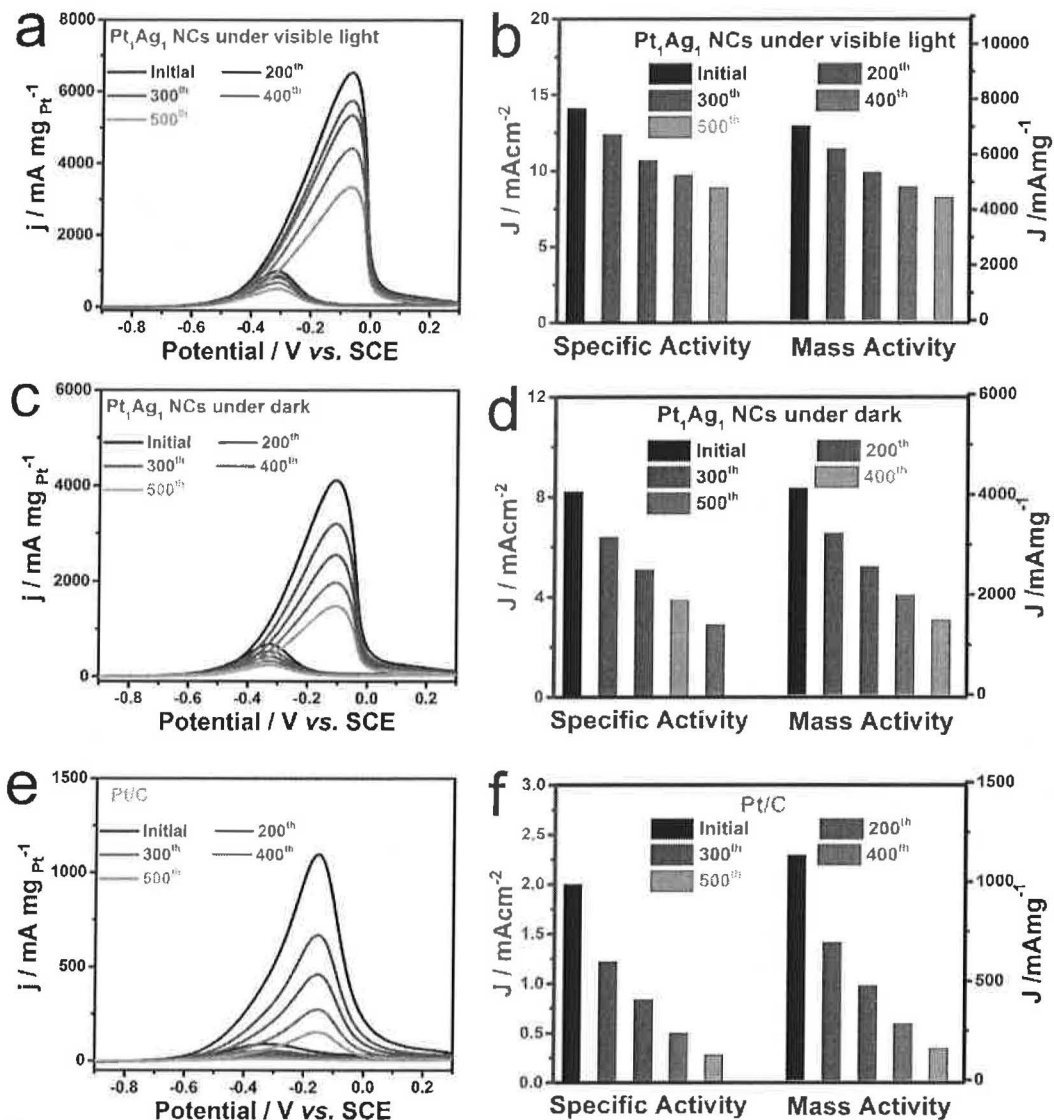 a
8000
6000
4000
2000
0
j / mA mg Pt⁻¹
Pt₁Ag₁ NCs under visible light
Initial 200th
300th 400th
500th
-0.8 -0.6 -0.4 -0.2 0.0 0.2
Potential / V vs. SCE
b
20
15
10
5
0
J / mAcm⁻²
Pt₁Ag₁ NCs under visible light
Initial 200th
300th 400th
500th
10000
8000
6000
4000
2000
0
J /mAmg⁻¹
Specific Activity Mass Activity
c
6000
4000
2000
0
j / mA mg Pt⁻¹
Pt₁Ag₁ NCs under dark
Initial 200th
300th 400th
500th
-0.8 -0.6 -0.4 -0.2 0.0 0.2
Potential / V vs. SCE
d
12
8
4
0
J / mAcm⁻²
Pt₁Ag₁ NCs under dark
Initial 200th
300th 400th
500th
6000
4000
2000
0
J /mAmg⁻¹
Specific Activity Mass Activity
e
1500
1000
500
0
j / mA mg Pt⁻¹
Pt/C
Initial 200th
300th 400th
500th
-0.8 -0.6 -0.4 -0.2 0.0 0.2
Potential / V vs. SCE
f
3.0
2.5
2.0
1.5
1.0
0.5
0.0
J / mAcm⁻²
Pt/C
Initial 200th
300th 400th
500th
1500
1000
500
0
J /mAmg⁻¹
Specific Activity Mass Activity